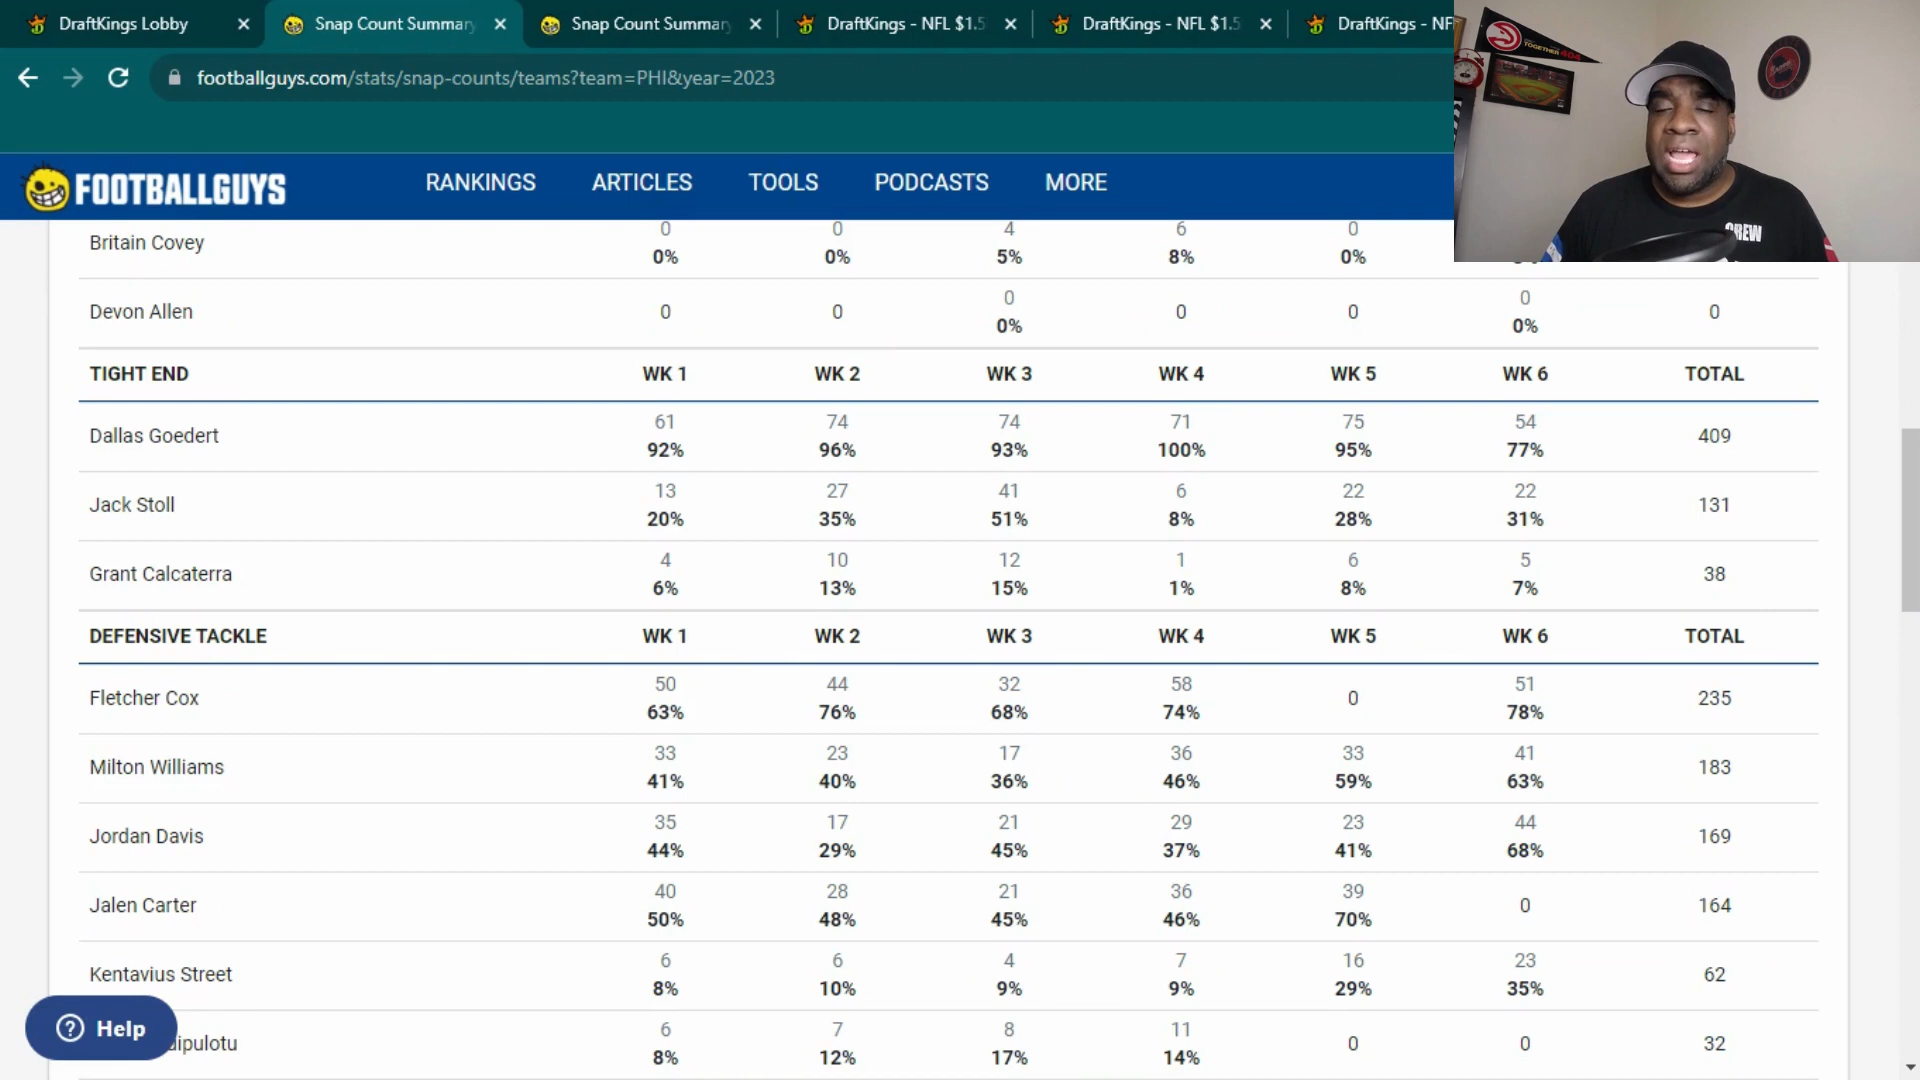 DraftKings Lobby
Snap Count Summar
Snap Count Summar
DraftKings - NFL $1.5
DraftKings - NFL $1.5
DraftKings - NF
footballguys.com/stats/snap-counts/teams?team=PHI&year=2023
FOOTBALLGUYS RANKINGS ARTICLES TOOLS PODCASTS MORE
TOGETHER 404
CREW
0 0 4 6 0
Britain Covey
0% 0% 5% 8% 0%
0 0
Devon Allen 0 0 0 0 0
0% 0%
TIGHT END WK 1 WK 2 WK 3 WK 4 WK 5 WK 6 TOTAL
61 74 74 71 75 54
Dallas Goedert 409
92% 96% 93% 100% 95% 77%
13 27 41 6 22 22
Jack Stoll 131
20% 35% 51% 8% 28% 31%
4 10 12 1 6 5
Grant Calcaterra 38
6% 13% 15% 1% 8% 7%
DEFENSIVE TACKLE WK 1 WK 2 WK 3 WK 4 WK 5 WK 6 TOTAL
50 44 32 58 51
Fletcher Cox 0 235
63% 76% 68% 74% 78%
33 23 17 36 33 41
Milton Williams 183
41% 40% 36% 46% 59% 63%
35 17 21 29 23 44
Jordan Davis 169
44% 29% 45% 37% 41% 68%
40 28 21 36 39
Jalen Carter 0 164
50% 48% 45% 46% 70%
6 6 4 7 16 23
Kentavius Street 62
8% 10% 9% 9% 29% 35%
Help
6 7 8 11
ipulotu 0 0 32
8% 12% 17% 14%